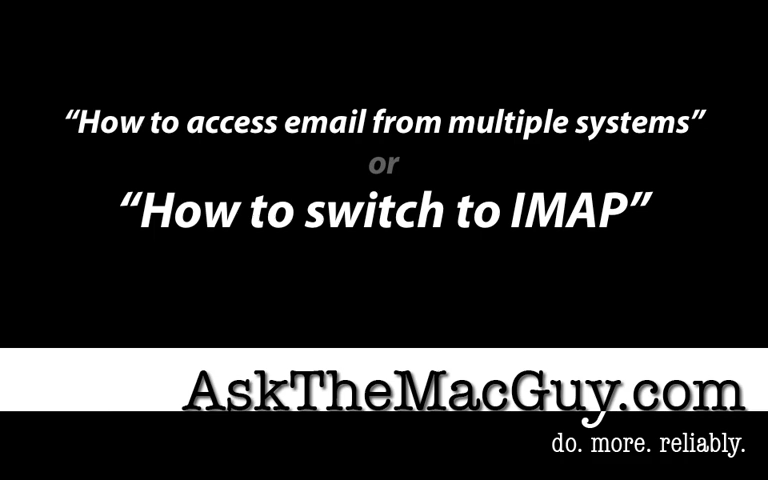 “How to access email from multiple systems”
or
“How to switch to IMAP”
AskTheMacGuy.com
do. more. reliably.